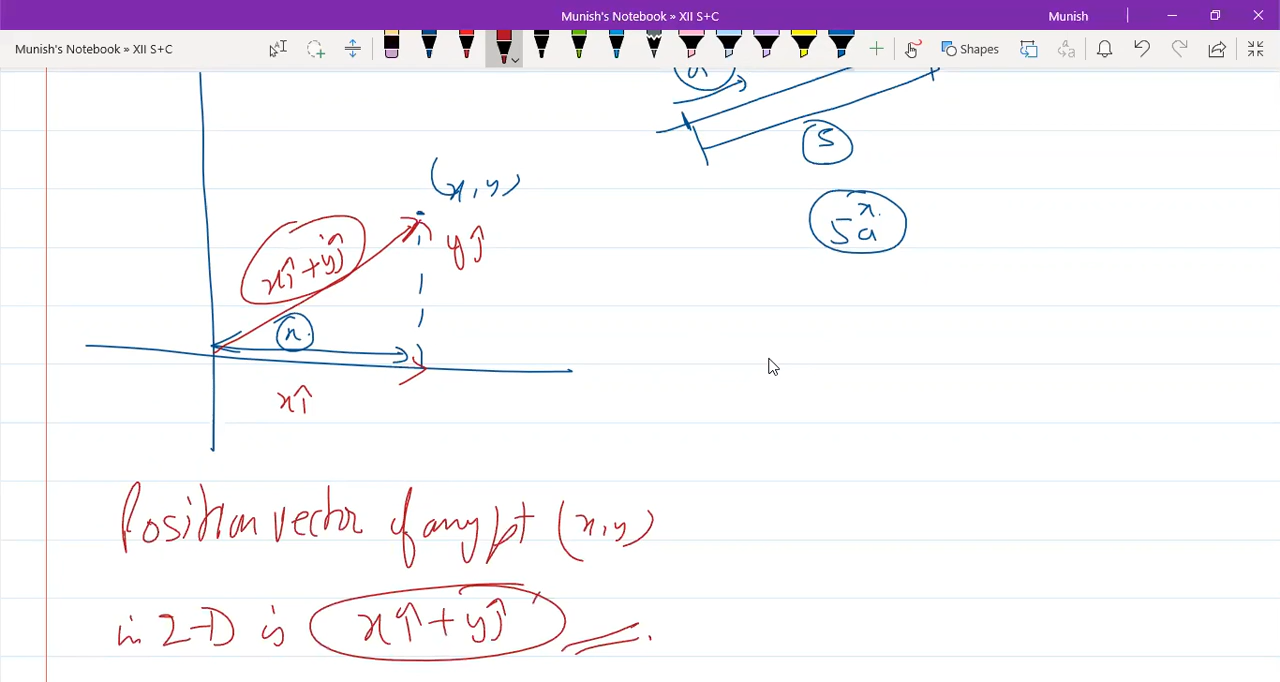 Munish's Notebook » XII S+C
Munish
Munish's Notebook » XII S+C
Shapes
5
(x, y)
5â
yĵ
xî+yĵ
x
xî
Position vector of any pt (x, y)
in 2-D is xî + yĵ